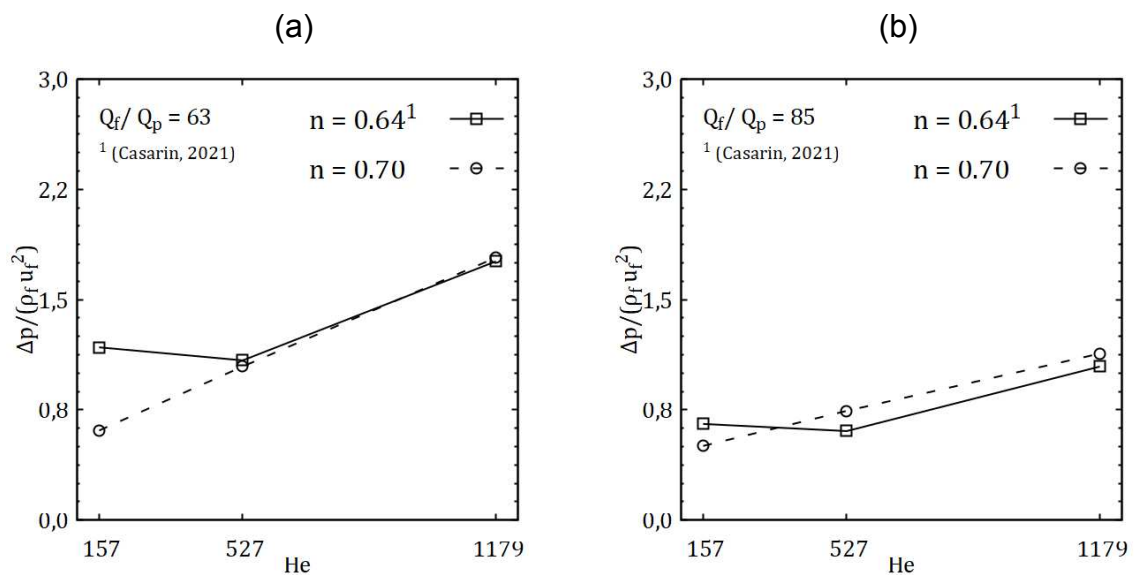 (a)
3,0
2,2
1,5
0,8
0,0
Δp/(ρf uf²)
Qf/ Qp = 63
¹ (Casarin, 2021)
n = 0.64¹
n = 0.70
157
527
1179
He
(b)
3,0
2,2
1,5
0,8
0,0
Δp/(ρf uf²)
Qf/ Qp = 85
¹ (Casarin, 2021)
n = 0.64¹
n = 0.70
157
527
1179
He